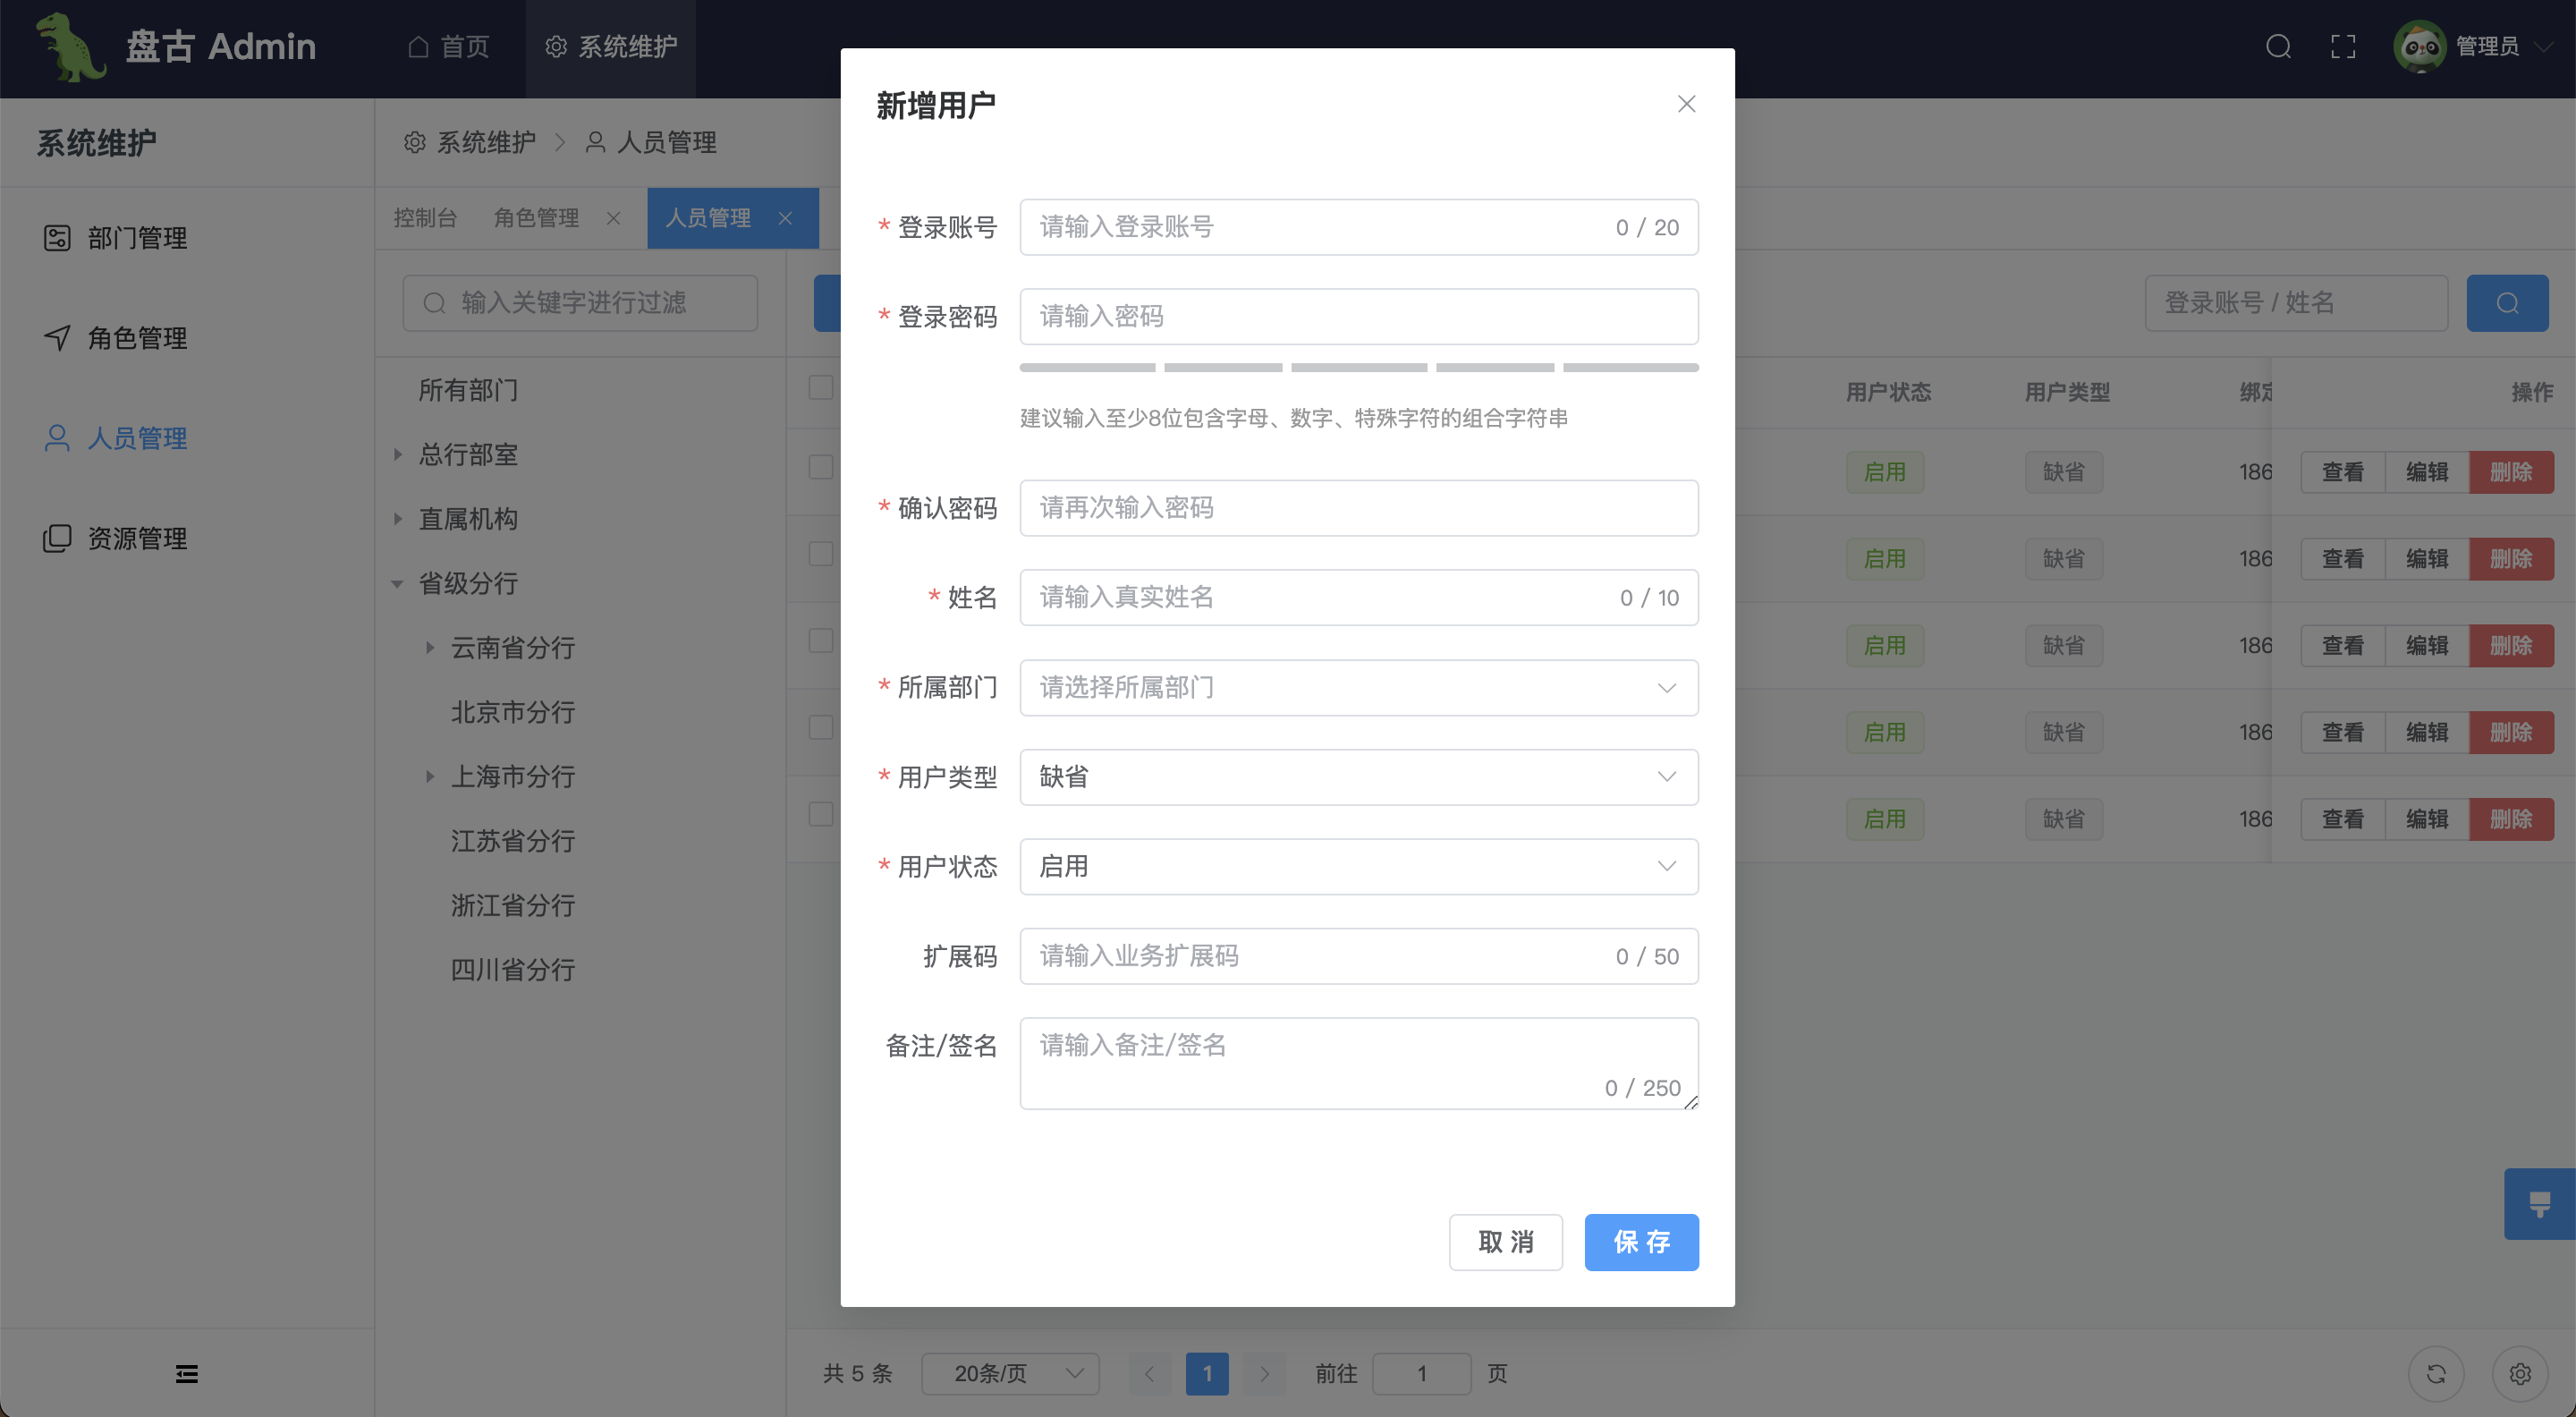 盘古 Admin
首页
系统维护
管理员
系统维护
系统维护
人员管理
控制台
角色管理
人员管理
部门管理
角色管理
人员管理
资源管理
输入关键字进行过滤
所有部门
总行部室
直属机构
省级分行
云南省分行
北京市分行
上海市分行
江苏省分行
浙江省分行
四川省分行
新增用户
* 登录账号
请输入登录账号
0 / 20
* 登录密码
请输入密码
建议输入至少8位包含字母、数字、特殊字符的组合字符串
* 确认密码
请再次输入密码
* 姓名
请输入真实姓名
0 / 10
* 所属部门
请选择所属部门
* 用户类型
缺省
* 用户状态
启用
扩展码
请输入业务扩展码
0 / 50
备注/签名
请输入备注/签名
0 / 250
取 消
保 存
登录账号 / 姓名
用户状态 用户类型 绑定 操作
启用 缺省 186 查看 编辑 删除
启用 缺省 186 查看 编辑 删除
启用 缺省 186 查看 编辑 删除
启用 缺省 186 查看 编辑 删除
启用 缺省 186 查看 编辑 删除
共 5 条
20条/页
1
前往 1 页